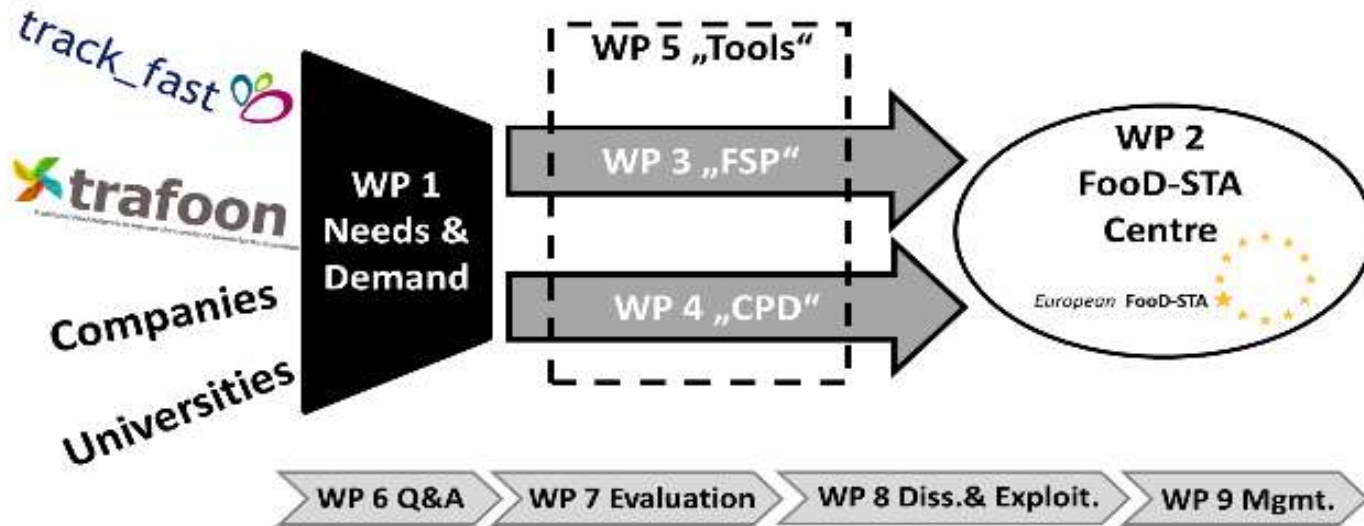 track_fast
trafoon
Companies
Universities
WP 1
Needs &
Demand
WP 5 „Tools“
WP 3 „FSP“
WP 4 „CPD“
WP 2
FooD-STA
Centre
European FooD-STA
WP 6 Q&A
WP 7 Evaluation
WP 8 Diss.& Exploit.
WP 9 Mgmt.